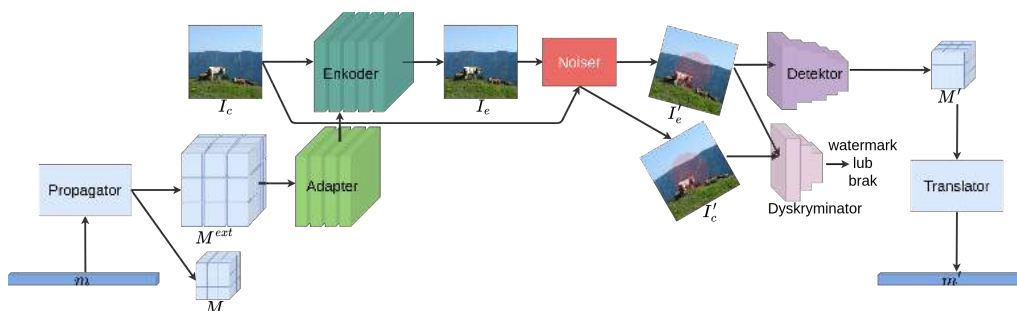 I_c
Enkoder
I_e
Noiser
I'_e
Detektor
M'
Propagator
M^{ext}
Adapter
I'_c
Dyskryminator
watermark
lub
brak
Translator
m
M
m'